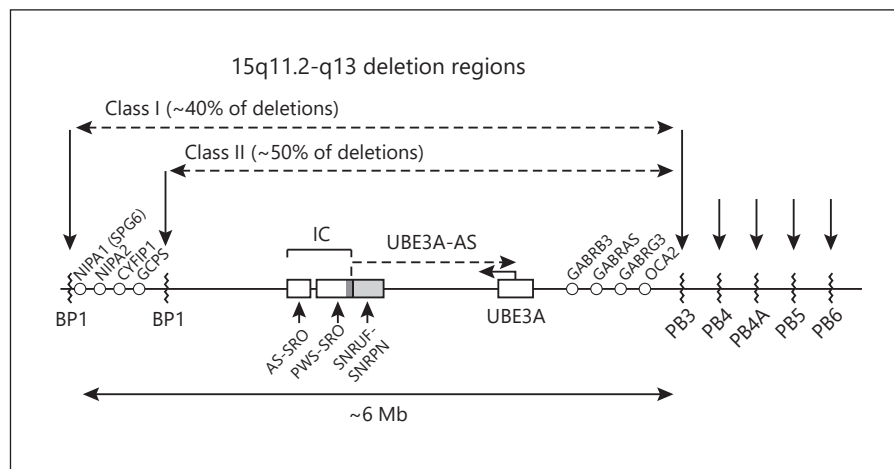 15q11.2-q13 deletion regions
Class I (~40% of deletions)
Class II (~50% of deletions)
NIPA1 (SPG6)
NIPA2
CYFIP1
GCPS
IC
UBE3A-AS
GABRB3
GABRAS
GABRG3
OCA2
BP1
BP1
AS-SRO
PWS-SRO
SNRUF-
SNRPN
UBE3A
PB3
PB4
PB4A
PB5
PB6
~6 Mb